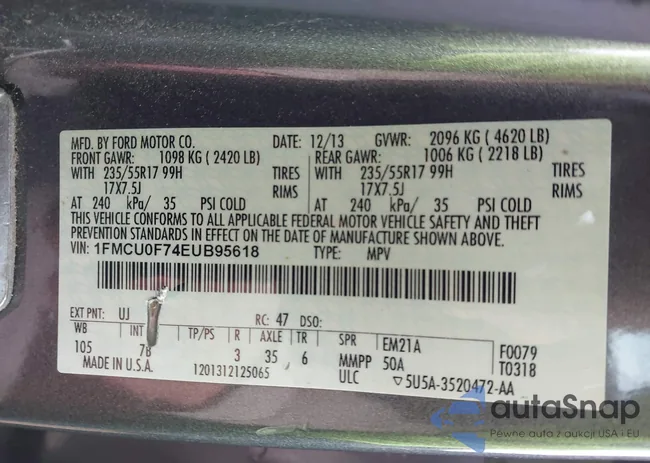 MFD. BY FORD MOTOR CO. DATE: 12/13 GVWR: 2096 KG ( 4620 LB)
FRONT GAWR: 1098 KG ( 2420 LB) REAR GAWR: 1006 KG ( 2218 LB)
WITH 235/55R17 99H TIRES WITH 235/55R17 99H TIRES
17X7.5J RIMS 17X7.5J RIMS
AT 240 kPa/ 35 PSI COLD AT 240 kPa/ 35 PSI COLD
THIS VEHICLE CONFORMS TO ALL APPLICABLE FEDERAL MOTOR VEHICLE SAFETY AND THEFT
PREVENTION STANDARDS IN EFFECT ON THE DATE OF MANUFACTURE SHOWN ABOVE.
VIN: 1FMCU0F74EUB95618 TYPE: MPV
EXT PNT: UJ RC: 47 DSO:
WB INT TP/PS R AXLE TR SPR EM21A F0079
105 7B 3 35 6 MMPP 50A T0318
MADE IN U.S.A. 1201312125065 ULC ▽5U5A-3520472-AA
autaSnap
Pewne auta z aukcji USA i EU